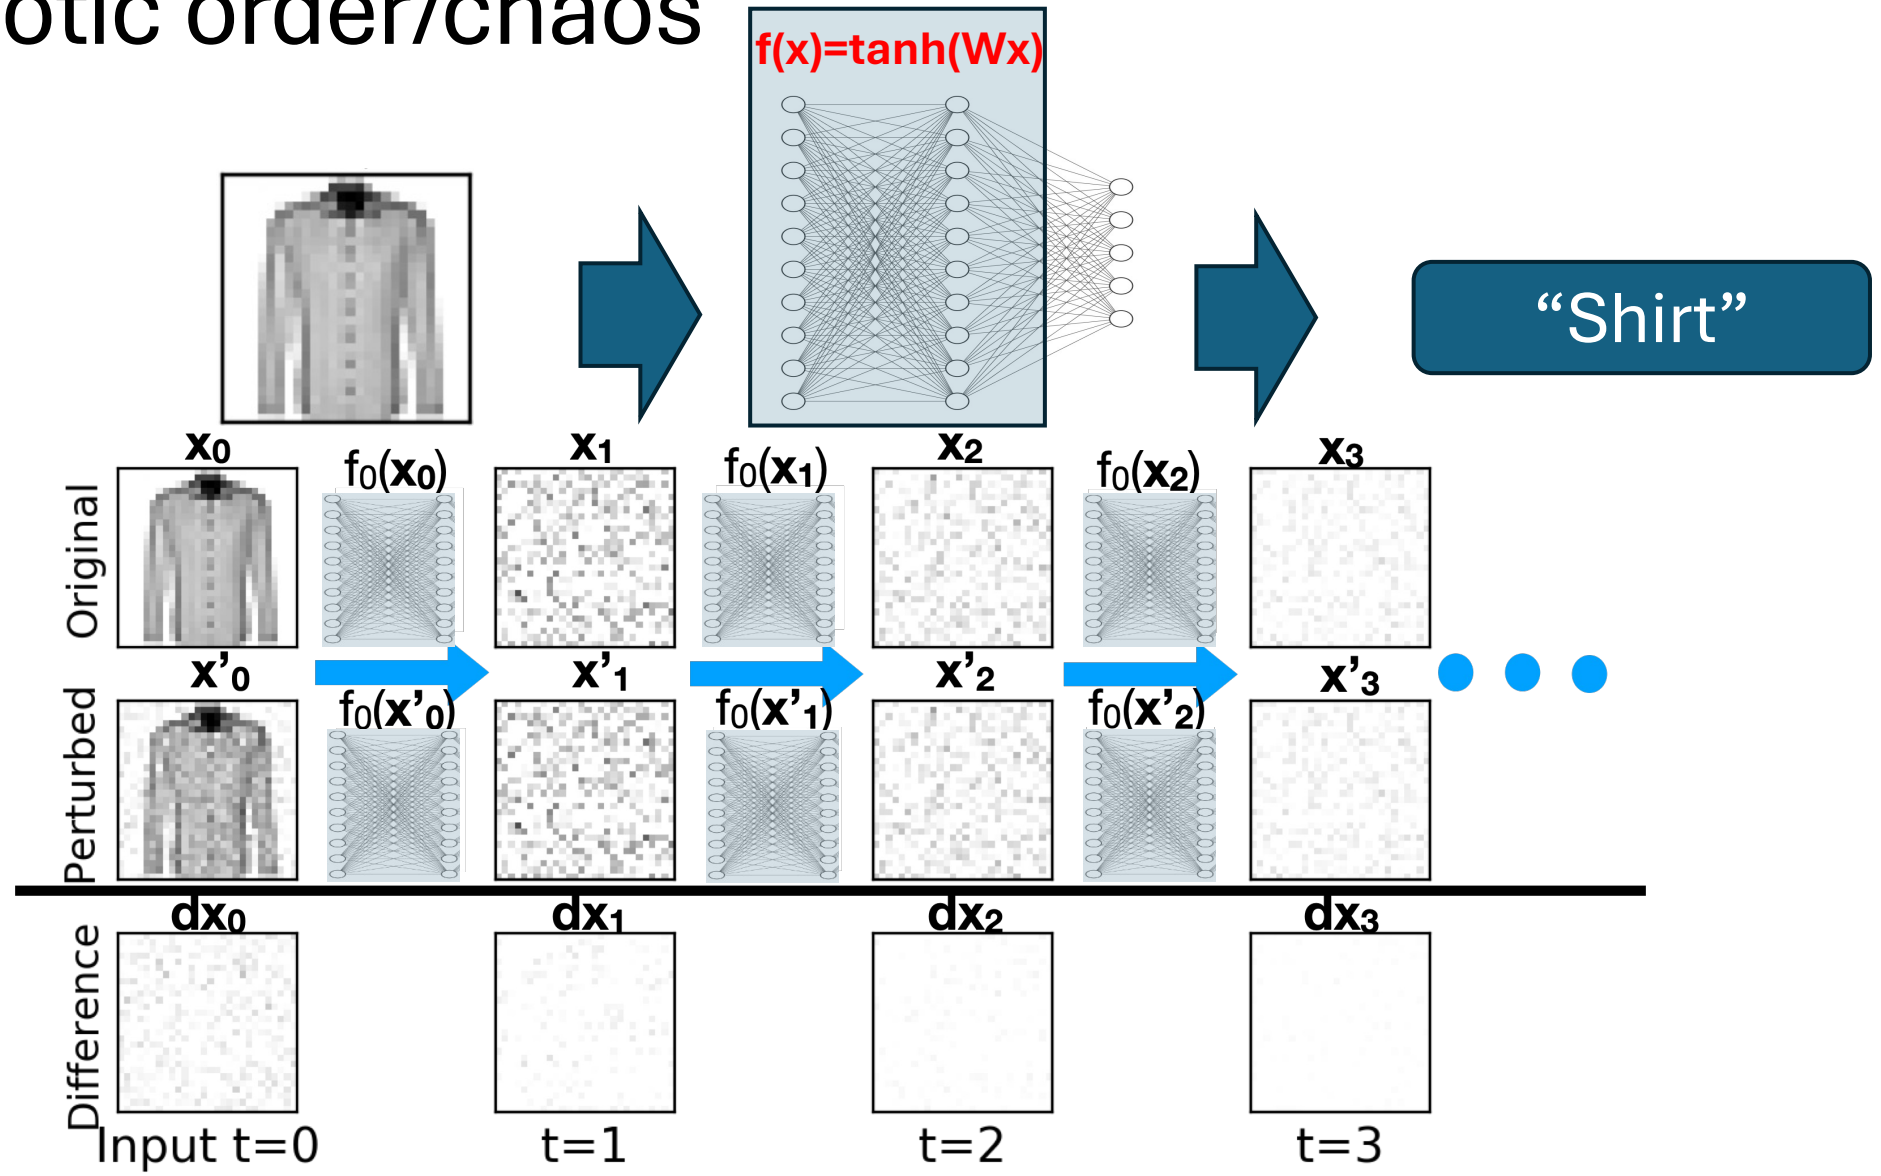 otic order/chaos
f(x)=tanh(Wx)
“Shirt”
x₀ f₀(x₀) x₁ f₀(x₁) x₂ f₀(x₂) x₃
Original
x’₀ x’₁ x’₂ x’₃
f₀(x’₀) f₀(x’₁) f₀(x’₂)
Perturbed
dx₀ dx₁ dx₂ dx₃
Difference
Input t=0 t=1 t=2 t=3